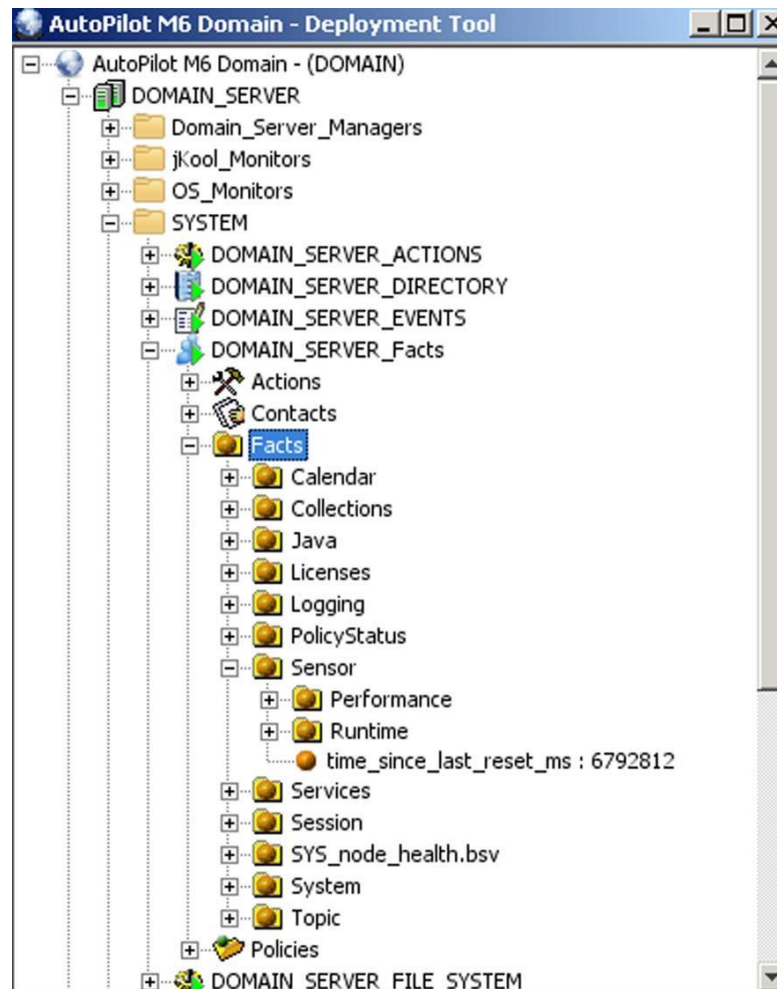 AutoPilot M6 Domain - Deployment Tool
AutoPilot M6 Domain - (DOMAIN)
DOMAIN_SERVER
Domain_Server_Managers
jKool_Monitors
OS_Monitors
SYSTEM
DOMAIN_SERVER_ACTIONS
DOMAIN_SERVER_DIRECTORY
DOMAIN_SERVER_EVENTS
DOMAIN_SERVER_Facts
Actions
Contacts
Facts
Calendar
Collections
Java
Licenses
Logging
PolicyStatus
Sensor
Performance
Runtime
time_since_last_reset_ms : 6792812
Services
Session
SYS_node_health.bsv
System
Topic
Policies
DOMAIN_SERVER_FILE_SYSTEM